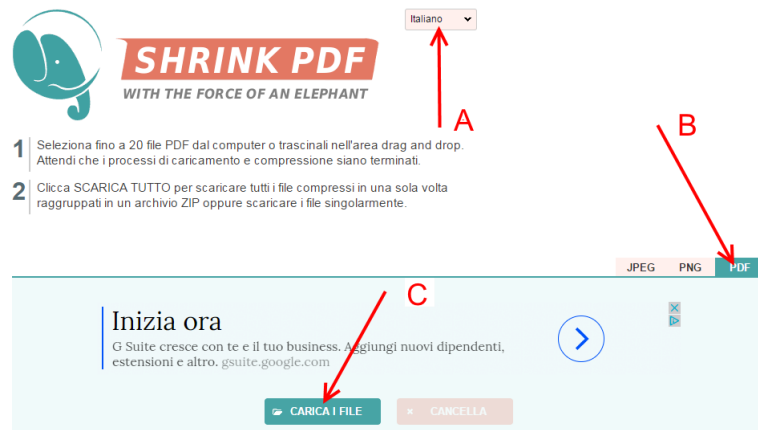 Italiano
SHRINK PDF
WITH THE FORCE OF AN ELEPHANT
A
B
1 Seleziona fino a 20 file PDF dal computer o trascinali nell'area drag and drop.
Attendi che i processi di caricamento e compressione siano terminati.
2 Clicca SCARICA TUTTO per scaricare tutti i file compressi in una sola volta
raggruppati in un archivio ZIP oppure scaricare i file singolarmente.
JPEG PNG PDF
C
Inizia ora
G Suite cresce con te e il tuo business. Aggiungi nuovi dipendenti,
estensioni e altro. gsuite.google.com
CARICA I FILE
CANCELLA